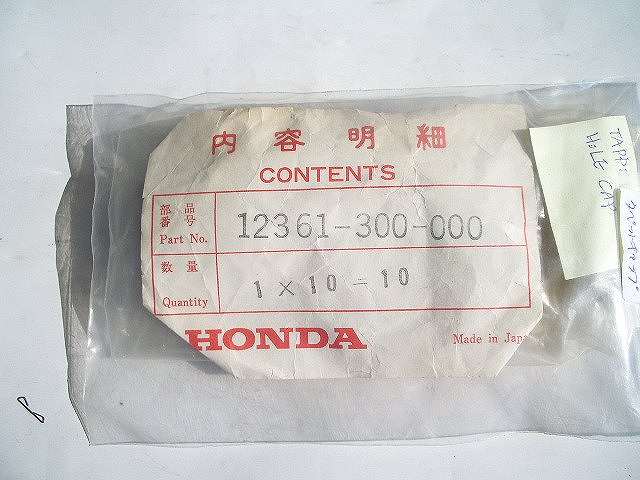 内容明細
CONTENTS
部品
番号
Part No.
12361-300-000
数量
Quantity
1 × 10 - 10
HONDA
Made in Japa
TAPP:
HOLE CAP